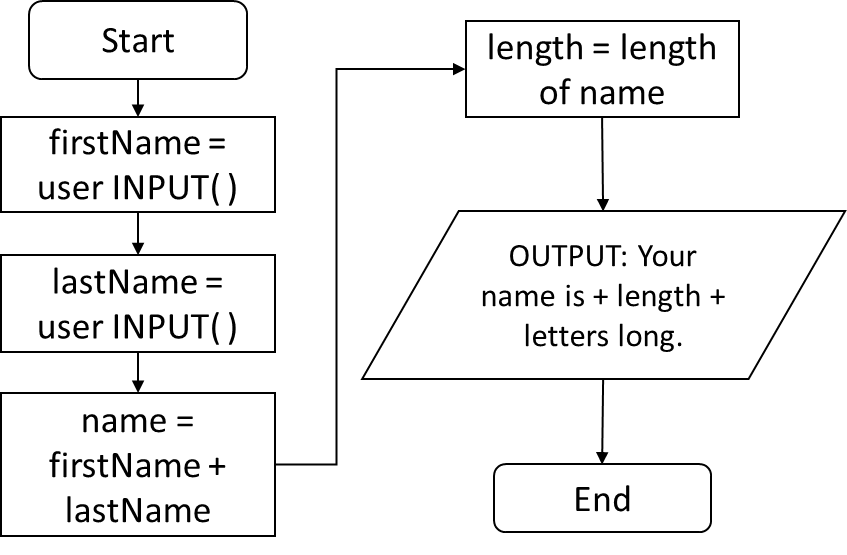 Start
firstName =
user INPUT( )
lastName =
user INPUT( )
name =
firstName +
lastName
length = length
of name
OUTPUT: Your
name is + length +
letters long.
End